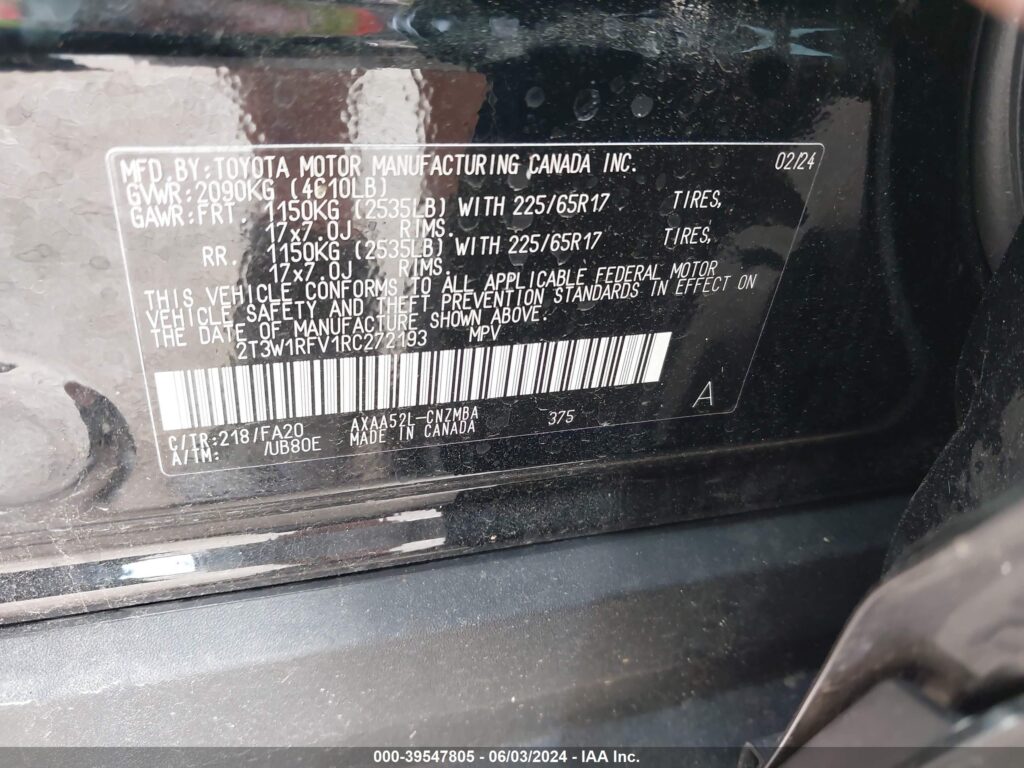 MFD.BY:TOYOTA MOTOR MANUFACTURING CANADA INC. 02/24
GVWR:2090KG (4610LB)
GAWR:FRT. 1150KG (2535LB) WITH 225/65R17 TIRES,
17x7.0J RIMS.
RR. 1150KG (2535LB) WITH 225/65R17 TIRES,
17x7.0J RIMS.
THIS VEHICLE CONFORMS TO ALL APPLICABLE FEDERAL MOTOR
VEHICLE SAFETY AND THEFT PREVENTION STANDARDS IN EFFECT ON
THE DATE OF MANUFACTURE SHOWN ABOVE.
2T3W1RFV1RC272193 MPV
C/TR:218/FA20 AXAA52L-CNZMBA 375 A
A/TM: /UB80E MADE IN CANADA
000-39547805 - 06/03/2024 - IAA Inc.